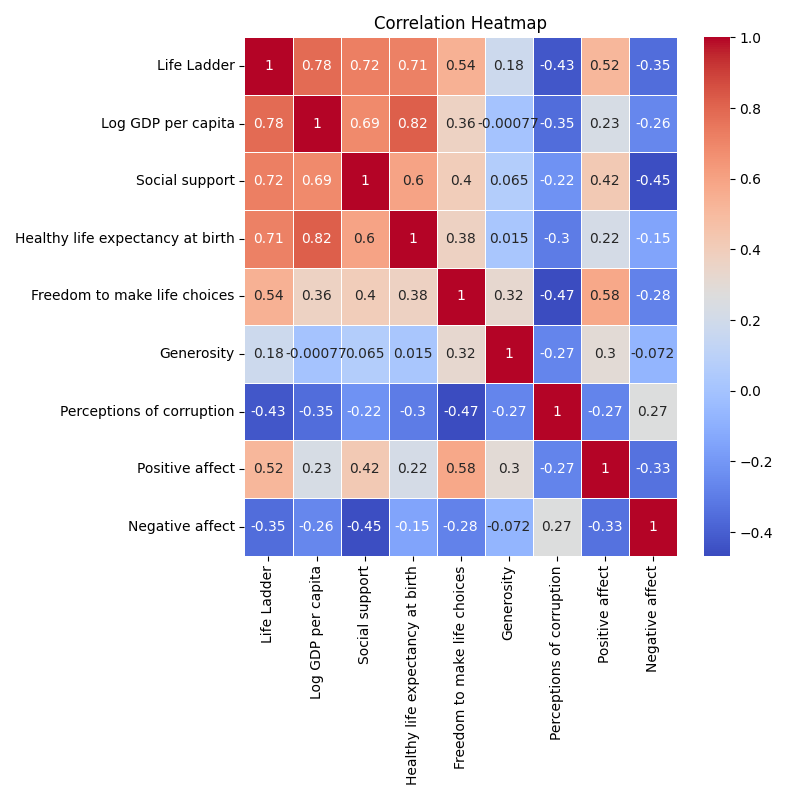 Correlation Heatmap
Life Ladder 1 0.78 0.72 0.71 0.54 0.18 -0.43 0.52 -0.35
Log GDP per capita 0.78 1 0.69 0.82 0.36 -0.00077 -0.35 0.23 -0.26
Social support 0.72 0.69 1 0.6 0.4 0.065 -0.22 0.42 -0.45
Healthy life expectancy at birth 0.71 0.82 0.6 1 0.38 0.015 -0.3 0.22 -0.15
Freedom to make life choices 0.54 0.36 0.4 0.38 1 0.32 -0.47 0.58 -0.28
Generosity 0.18 -0.00077 0.065 0.015 0.32 1 -0.27 0.3 -0.072
Perceptions of corruption -0.43 -0.35 -0.22 -0.3 -0.47 -0.27 1 -0.27 0.27
Positive affect 0.52 0.23 0.42 0.22 0.58 0.3 -0.27 1 -0.33
Negative affect -0.35 -0.26 -0.45 -0.15 -0.28 -0.072 0.27 -0.33 1
Life Ladder
Log GDP per capita
Social support
Healthy life expectancy at birth
Freedom to make life choices
Generosity
Perceptions of corruption
Positive affect
Negative affect
1.0
0.8
0.6
0.4
0.2
0.0
−0.2
−0.4